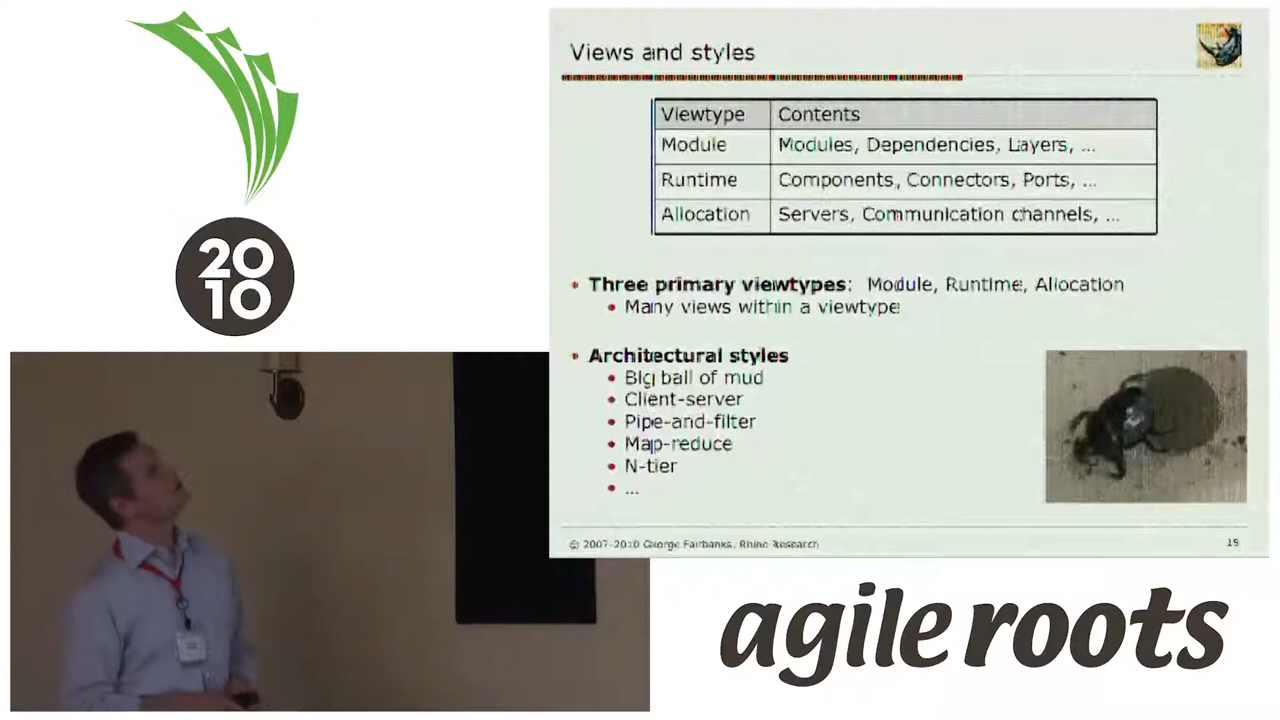 20
10
Views and styles
Viewtype Contents
Module Modules, Dependencies, Layers, ...
Runtime Components, Connectors, Ports, ...
Allocation Servers, Communication channels, ...
Three primary viewtypes: Module, Runtime, Allocation
Many views within a viewtype
Architectural styles
Big ball of mud
Client-server
Pipe-and-filter
Map-reduce
N-tier
...
© 2007-2010 George Fairbanks, Rhino Research
19
agile roots